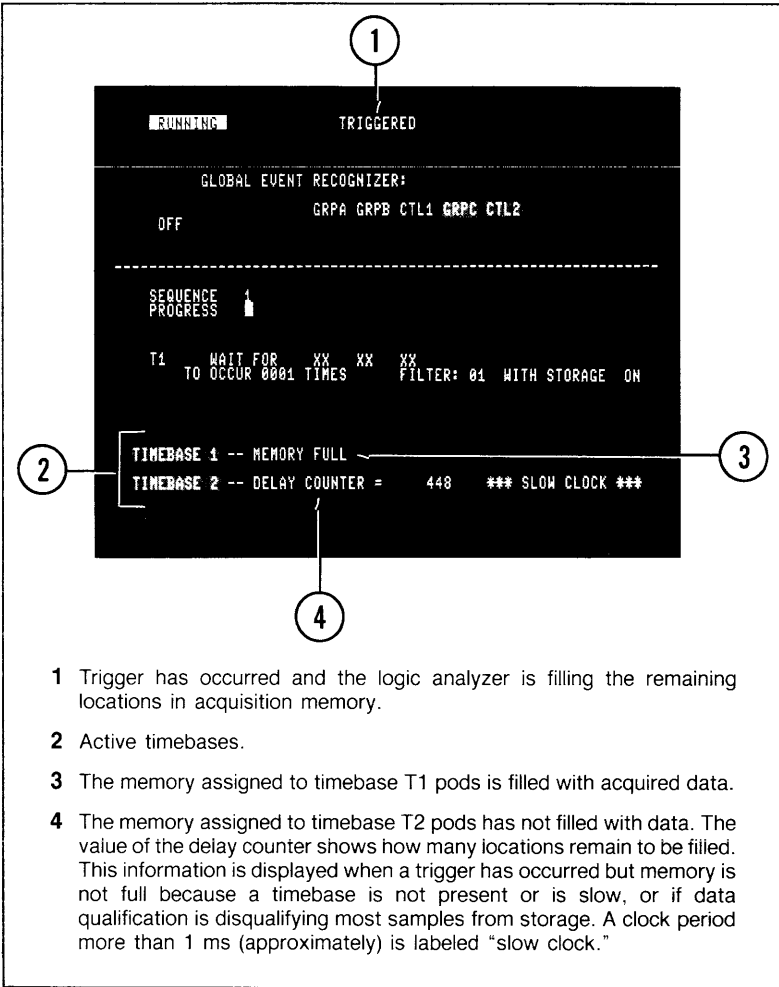 1
RUNNING TRIGGERED
GLOBAL EVENT RECOGNIZER:
GRPA GRPB CTL1 GRPC CTL2
OFF
SEQUENCE 1
PROGRESS
T1 WAIT FOR XX XX XX
TO OCCUR 0001 TIMES FILTER: 01 WITH STORAGE ON
2
TIMEBASE 1 -- MEMORY FULL
3
TIMEBASE 2 -- DELAY COUNTER = 448 *** SLOW CLOCK ***
4
1 Trigger has occurred and the logic analyzer is filling the remaining
locations in acquisition memory.
2 Active timebases.
3 The memory assigned to timebase T1 pods is filled with acquired data.
4 The memory assigned to timebase T2 pods has not filled with data. The
value of the delay counter shows how many locations remain to be filled.
This information is displayed when a trigger has occurred but memory is
not full because a timebase is not present or is slow, or if data
qualification is disqualifying most samples from storage. A clock period
more than 1 ms (approximately) is labeled “slow clock.”